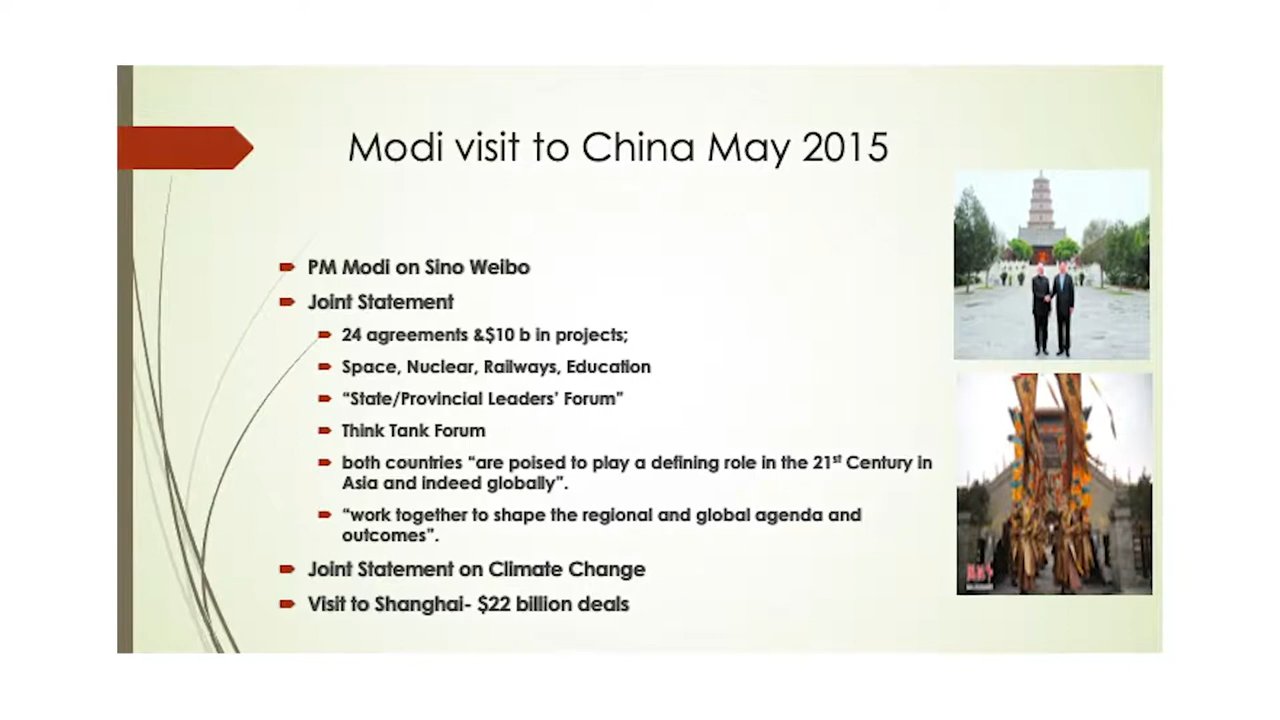 Modi visit to China May 2015
PM Modi on Sino Weibo
Joint Statement
24 agreements &$10 b in projects;
Space, Nuclear, Railways, Education
“State/Provincial Leaders’ Forum”
Think Tank Forum
both countries “are poised to play a defining role in the 21st Century in
Asia and indeed globally”.
“work together to shape the regional and global agenda and
outcomes”.
Joint Statement on Climate Change
Visit to Shanghai- $22 billion deals